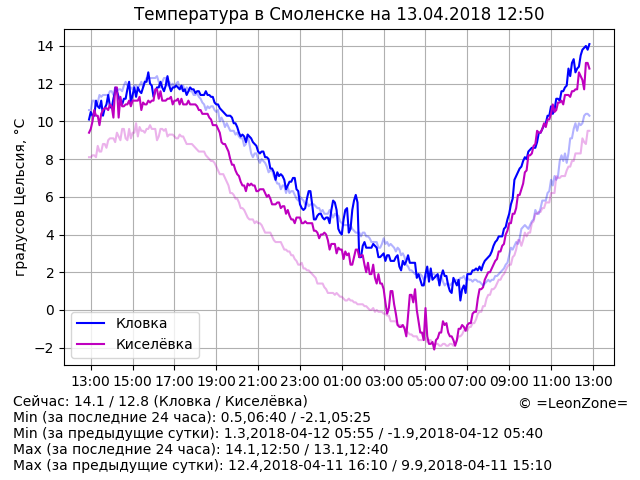 Температура в Смоленске на 13.04.2018 12:50
градусов Цельсия, °C
14
12
10
8
6
4
2
0
−2
Кловка
Киселёвка
13:00 15:00 17:00 19:00 21:00 23:00 01:00 03:00 05:00 07:00 09:00 11:00 13:00
Сейчас: 14.1 / 12.8 (Кловка / Киселёвка)
© =LeonZone=
Min (за последние 24 часа): 0.5,06:40 / -2.1,05:25
Min (за предыдущие сутки): 1.3,2018-04-12 05:55 / -1.9,2018-04-12 05:40
Max (за последние 24 часа): 14.1,12:50 / 13.1,12:40
Max (за предыдущие сутки): 12.4,2018-04-11 16:10 / 9.9,2018-04-11 15:10